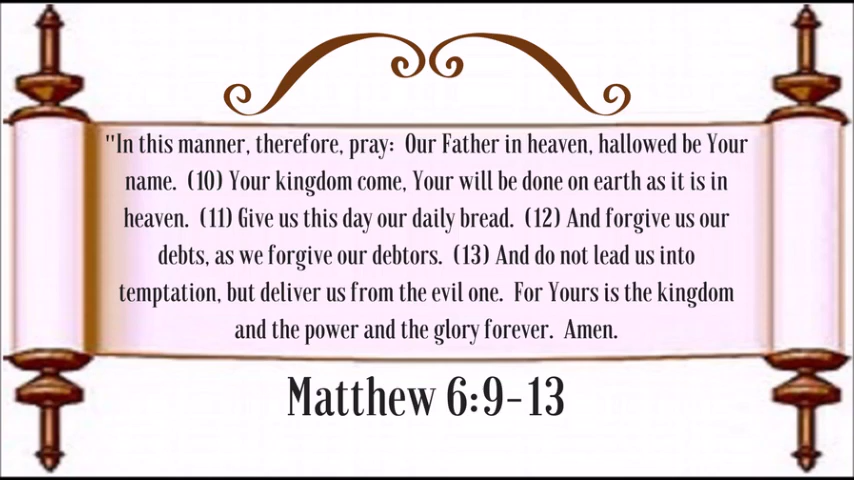 "In this manner, therefore, pray:  Our Father in heaven, hallowed be Your
name.  (10) Your kingdom come, Your will be done on earth as it is in
heaven.  (11) Give us this day our daily bread.  (12) And forgive us our
debts, as we forgive our debtors.  (13) And do not lead us into
temptation, but deliver us from the evil one.  For Yours is the kingdom
and the power and the glory forever.  Amen.
Matthew 6:9-13